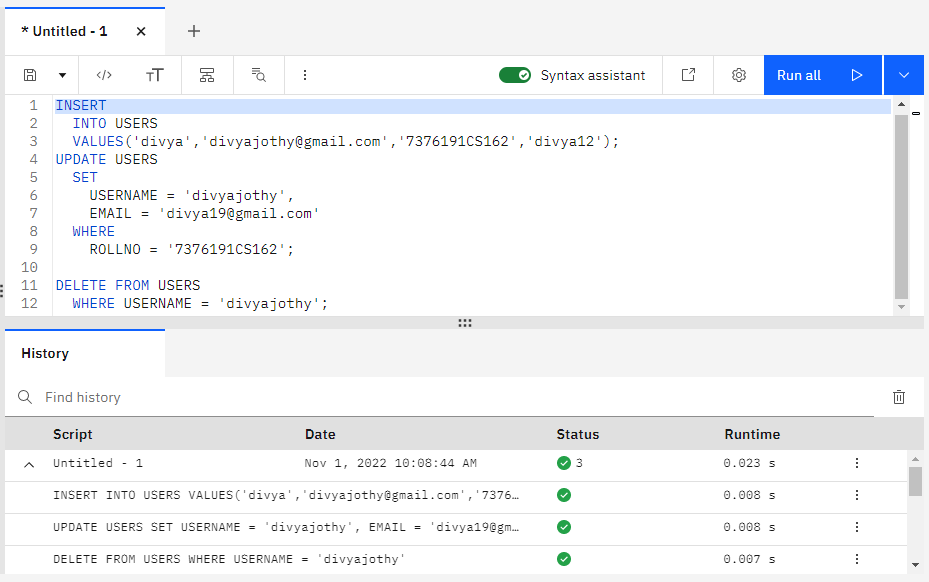 * Untitled - 1
Syntax assistant
Run all
1 INSERT
2 INTO USERS
3 VALUES('divya','divyajothy@gmail.com','7376191CS162','divya12');
4 UPDATE USERS
5 SET
6 USERNAME = 'divyajothy',
7 EMAIL = 'divya19@gmail.com'
8 WHERE
9 ROLLNO = '7376191CS162';
10
11 DELETE FROM USERS
12 WHERE USERNAME = 'divyajothy';
History
Find history
Script Date Status Runtime
Untitled - 1 Nov 1, 2022 10:08:44 AM 3 0.023 s
INSERT INTO USERS VALUES('divya','divyajothy@gmail.com','7376… 0.008 s
UPDATE USERS SET USERNAME = 'divyajothy', EMAIL = 'divya19@gm… 0.008 s
DELETE FROM USERS WHERE USERNAME = 'divyajothy' 0.007 s